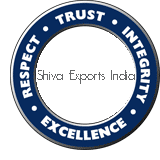 TRUST • INTEGRITY • EXCELLENCE • RESPECT •
Shiva Exports India